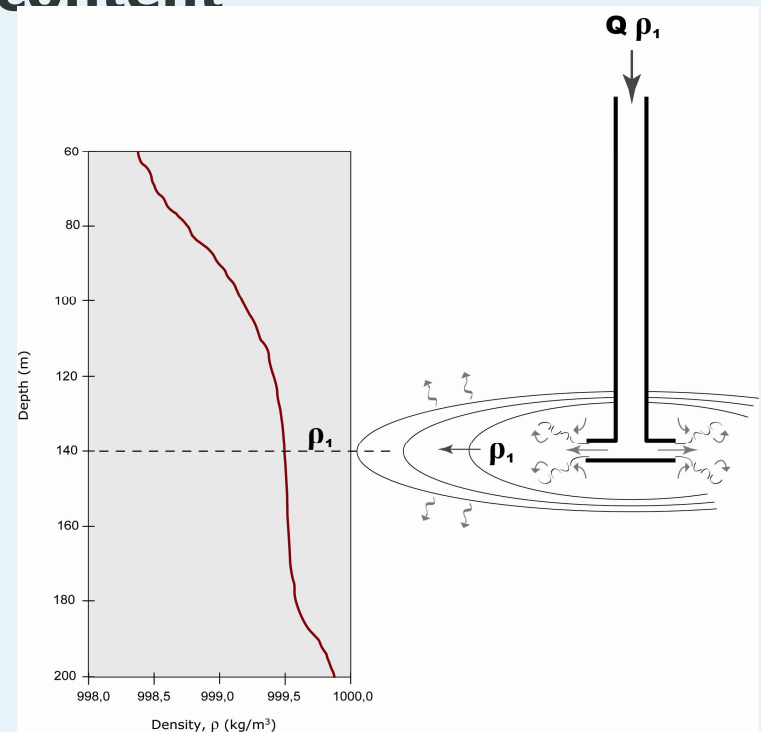 content
Q ρ₁
60
80
100
120
140
160
180
200
Depth (m)
ρ₁
ρ₁
998,0 998,5 999,0 999,5 1000,0
Density, ρ (kg/m³)